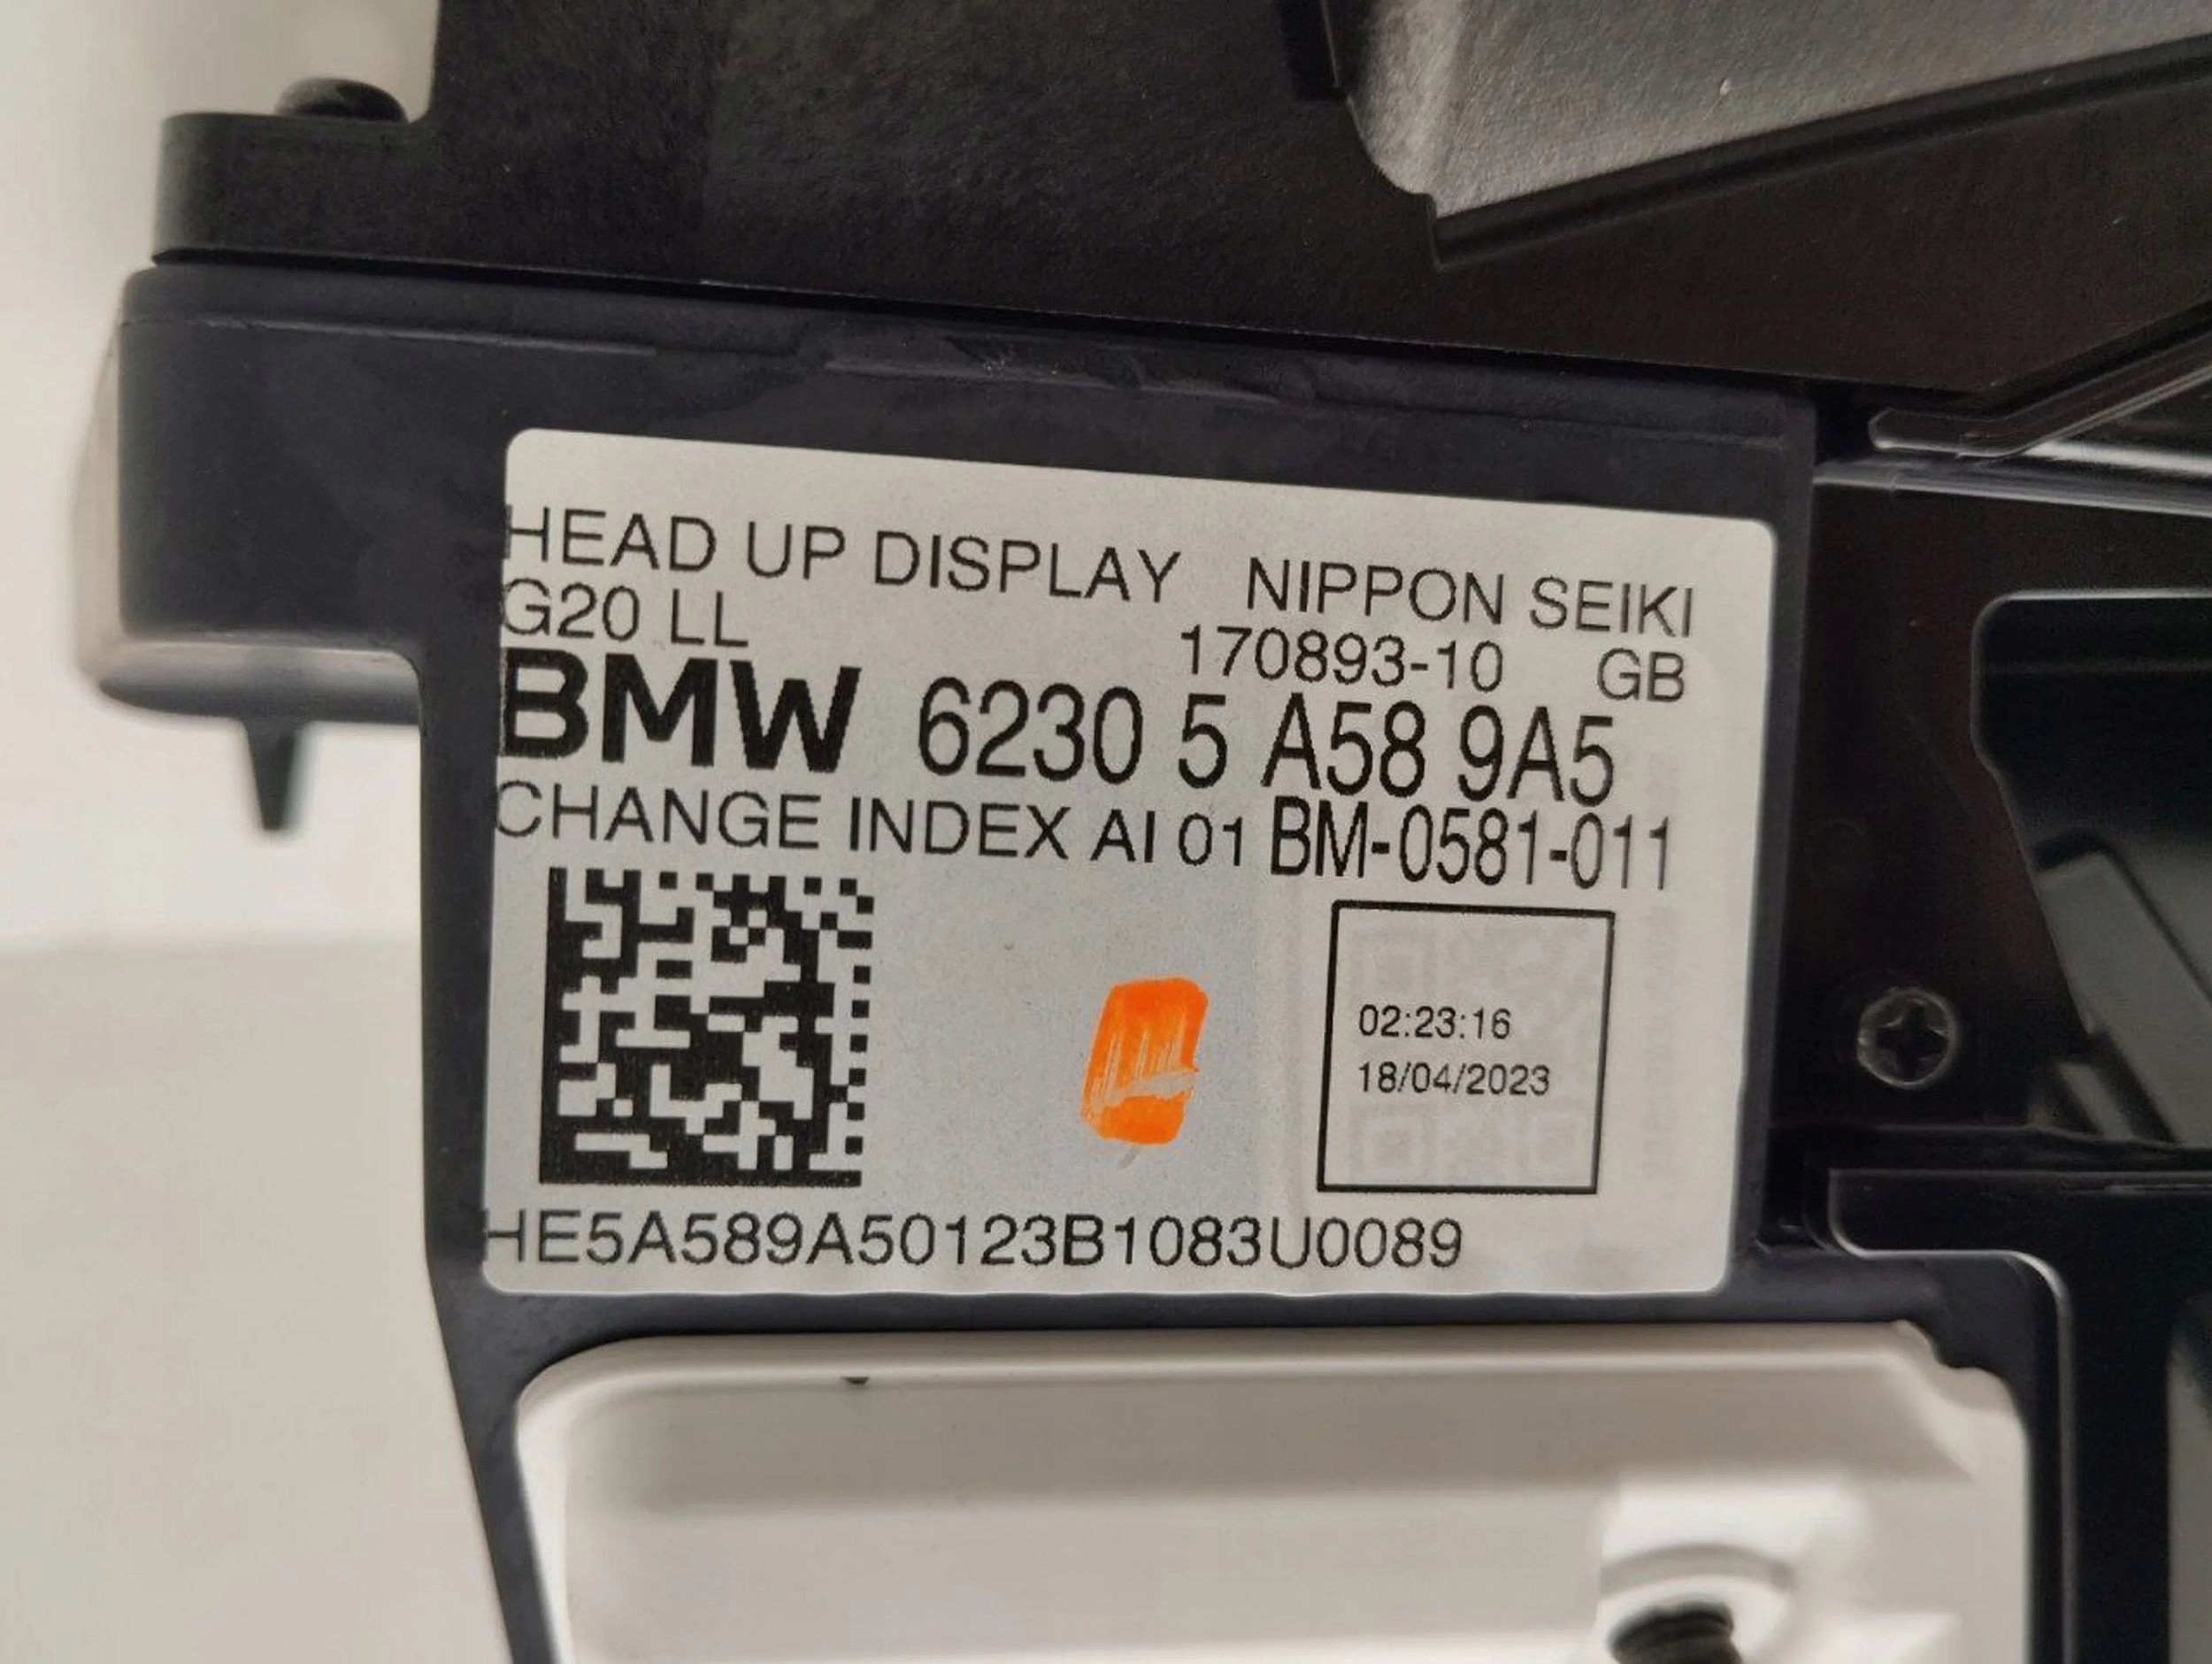 HEAD UP DISPLAY NIPPON SEIKI
G20 LL 170893-10 GB
BMW 6230 5 A58 9A5
CHANGE INDEX AI 01 BM-0581-011
02:23:16
18/04/2023
HE5A589A50123B1083U0089